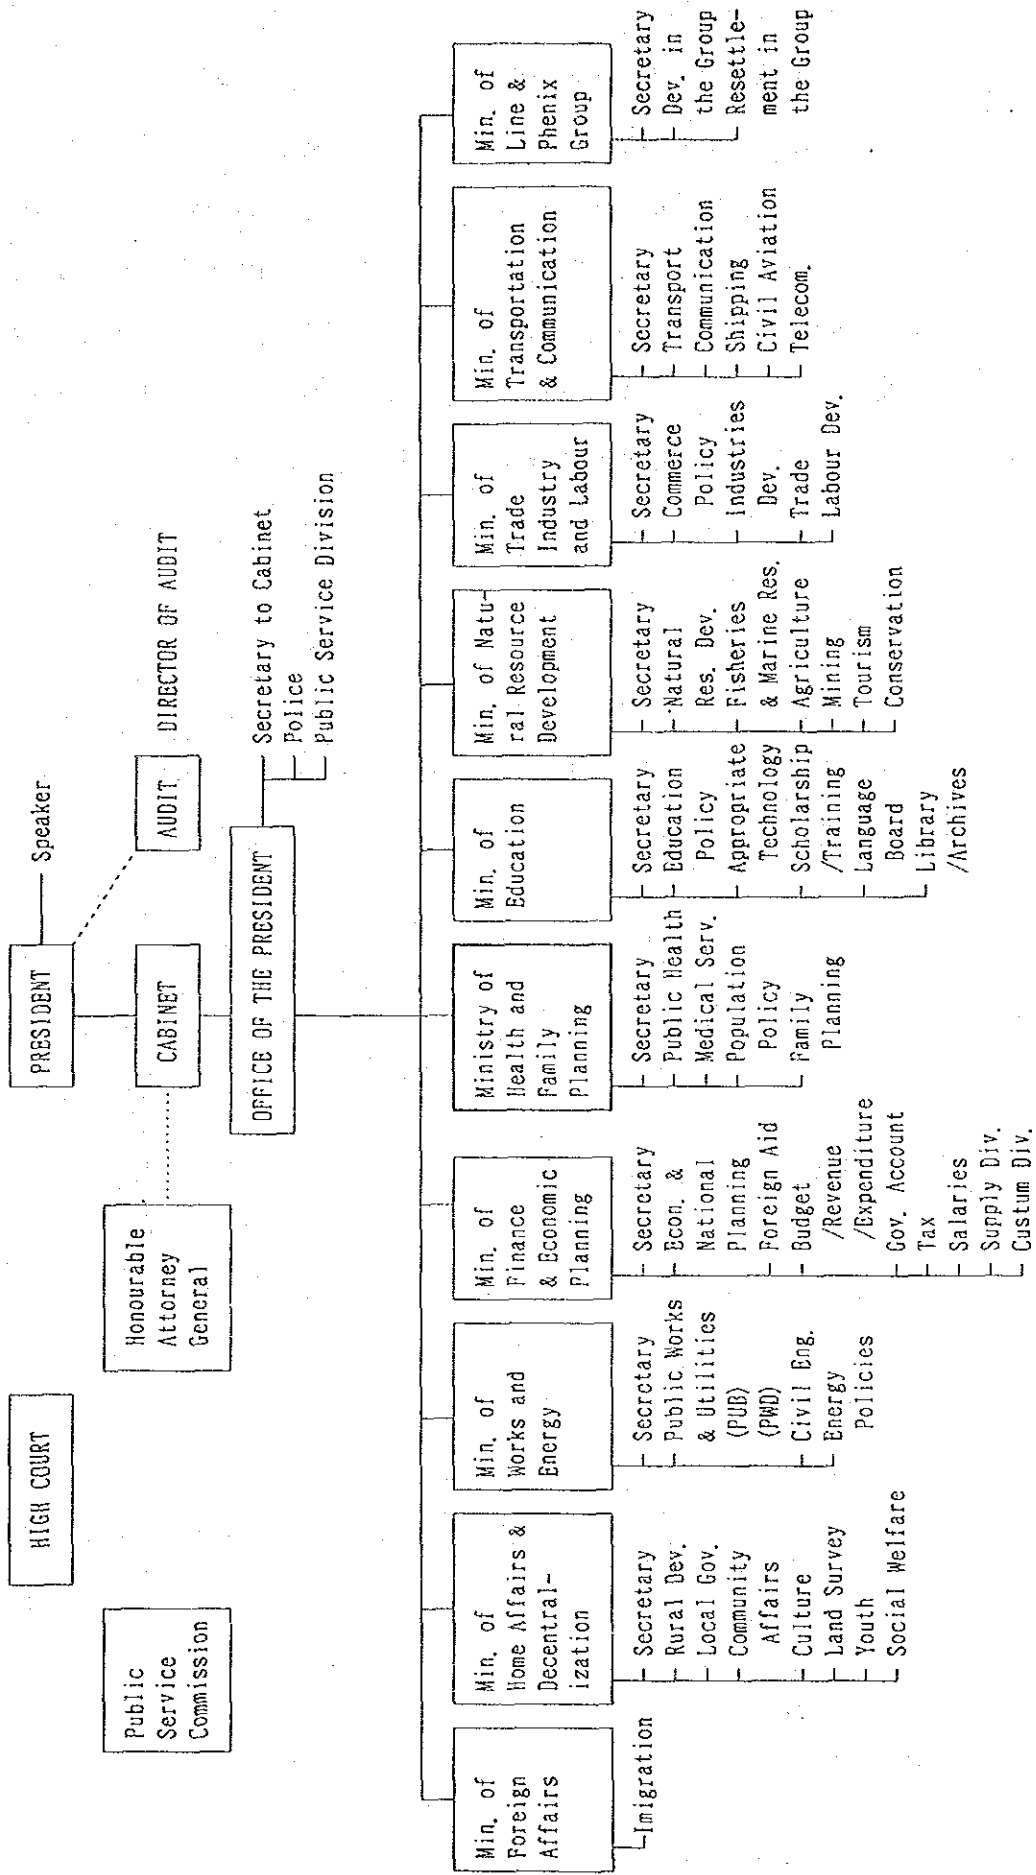 HIGH COURT
PRESIDENT
Speaker
Public
Service
Commission
Honourable
Attorney
General
CABINET
AUDIT
DIRECTOR OF AUDIT
OFFICE OF THE PRESIDENT
Secretary to Cabinet
Police
Public Service Division
Min. of
Foreign
Affairs
Imigration
Min. of
Home Affairs &
Decentral-
ization
Secretary
Rural Dev.
Local Gov.
Community
Affairs
Culture
Land Survey
Youth
Social Welfare
Min. of
Works and
Energy
Secretary
Public Works
& Utilities
(PUB)
(PWD)
Civil Eng.
Energy
Policies
Min. of
Finance
& Economic
Planning
Secretary
Econ. &
National
Planning
Foreign Aid
Budget
/Revenue
/Expenditure
Gov. Account
Tax
Salaries
Supply Div.
Custum Div.
Ministry of
Health and
Family
Planning
Secretary
Public Health
Medical Serv.
Population
Policy
Family
Planning
Min. of
Education
Secretary
Education
Policy
Appropriate
Technology
Scholarship
/Training
Language
Board
Library
/Archives
Min. of Natu-
ral Resource
Development
Secretary
Natural
Res. Dev.
Fisheries
& Marine Res.
Agriculture
Mining
Tourism
Conservation
Min. of
Trade
Industry
and Labour
Secretary
Commerce
Policy
Industries
Dev.
Trade
Labour Dev.
Min. of
Transportation
& Communication
Secretary
Transport
Communication
Shipping
Civil Aviation
Telecom.
Min. of
Line &
Phenix
Group
Secretary
Dev. in
the Group
Resettle-
ment in
the Group